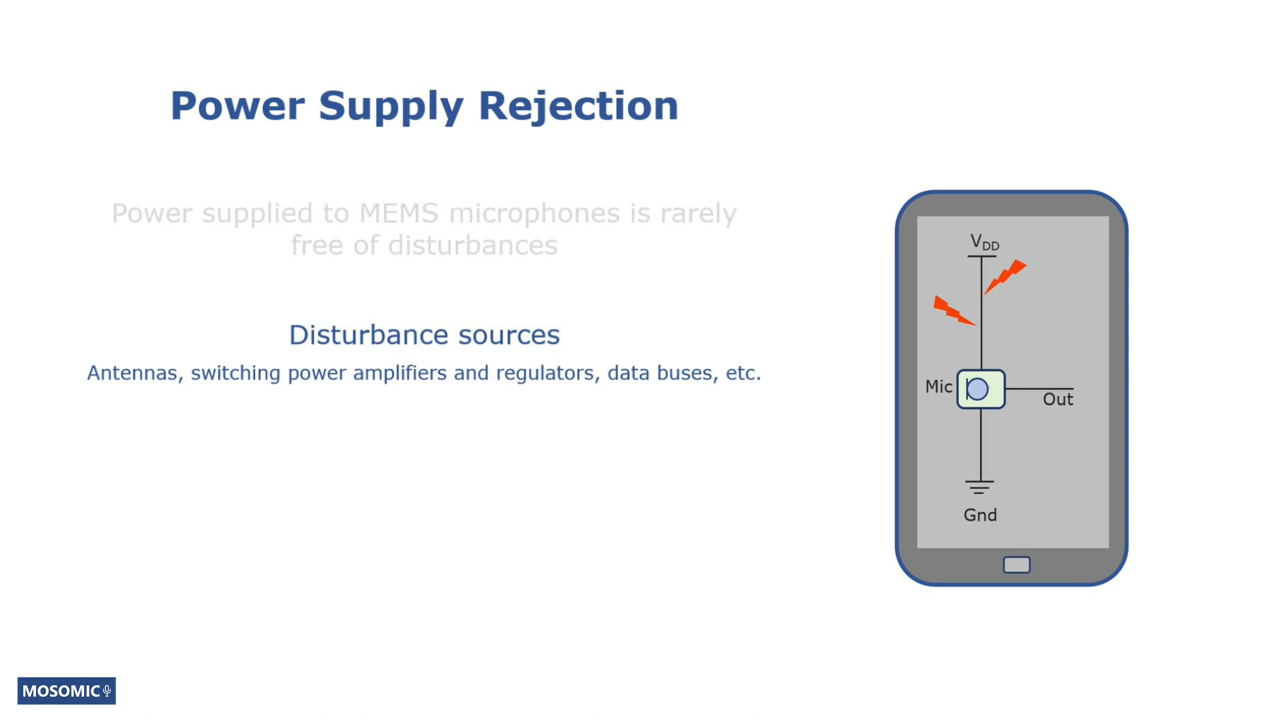 Power Supply Rejection
Power supplied to MEMS microphones is rarely
free of disturbances
Disturbance sources
Antennas, switching power amplifiers and regulators, data buses, etc.
VDD
Mic
Out
Gnd
MOSOMIC